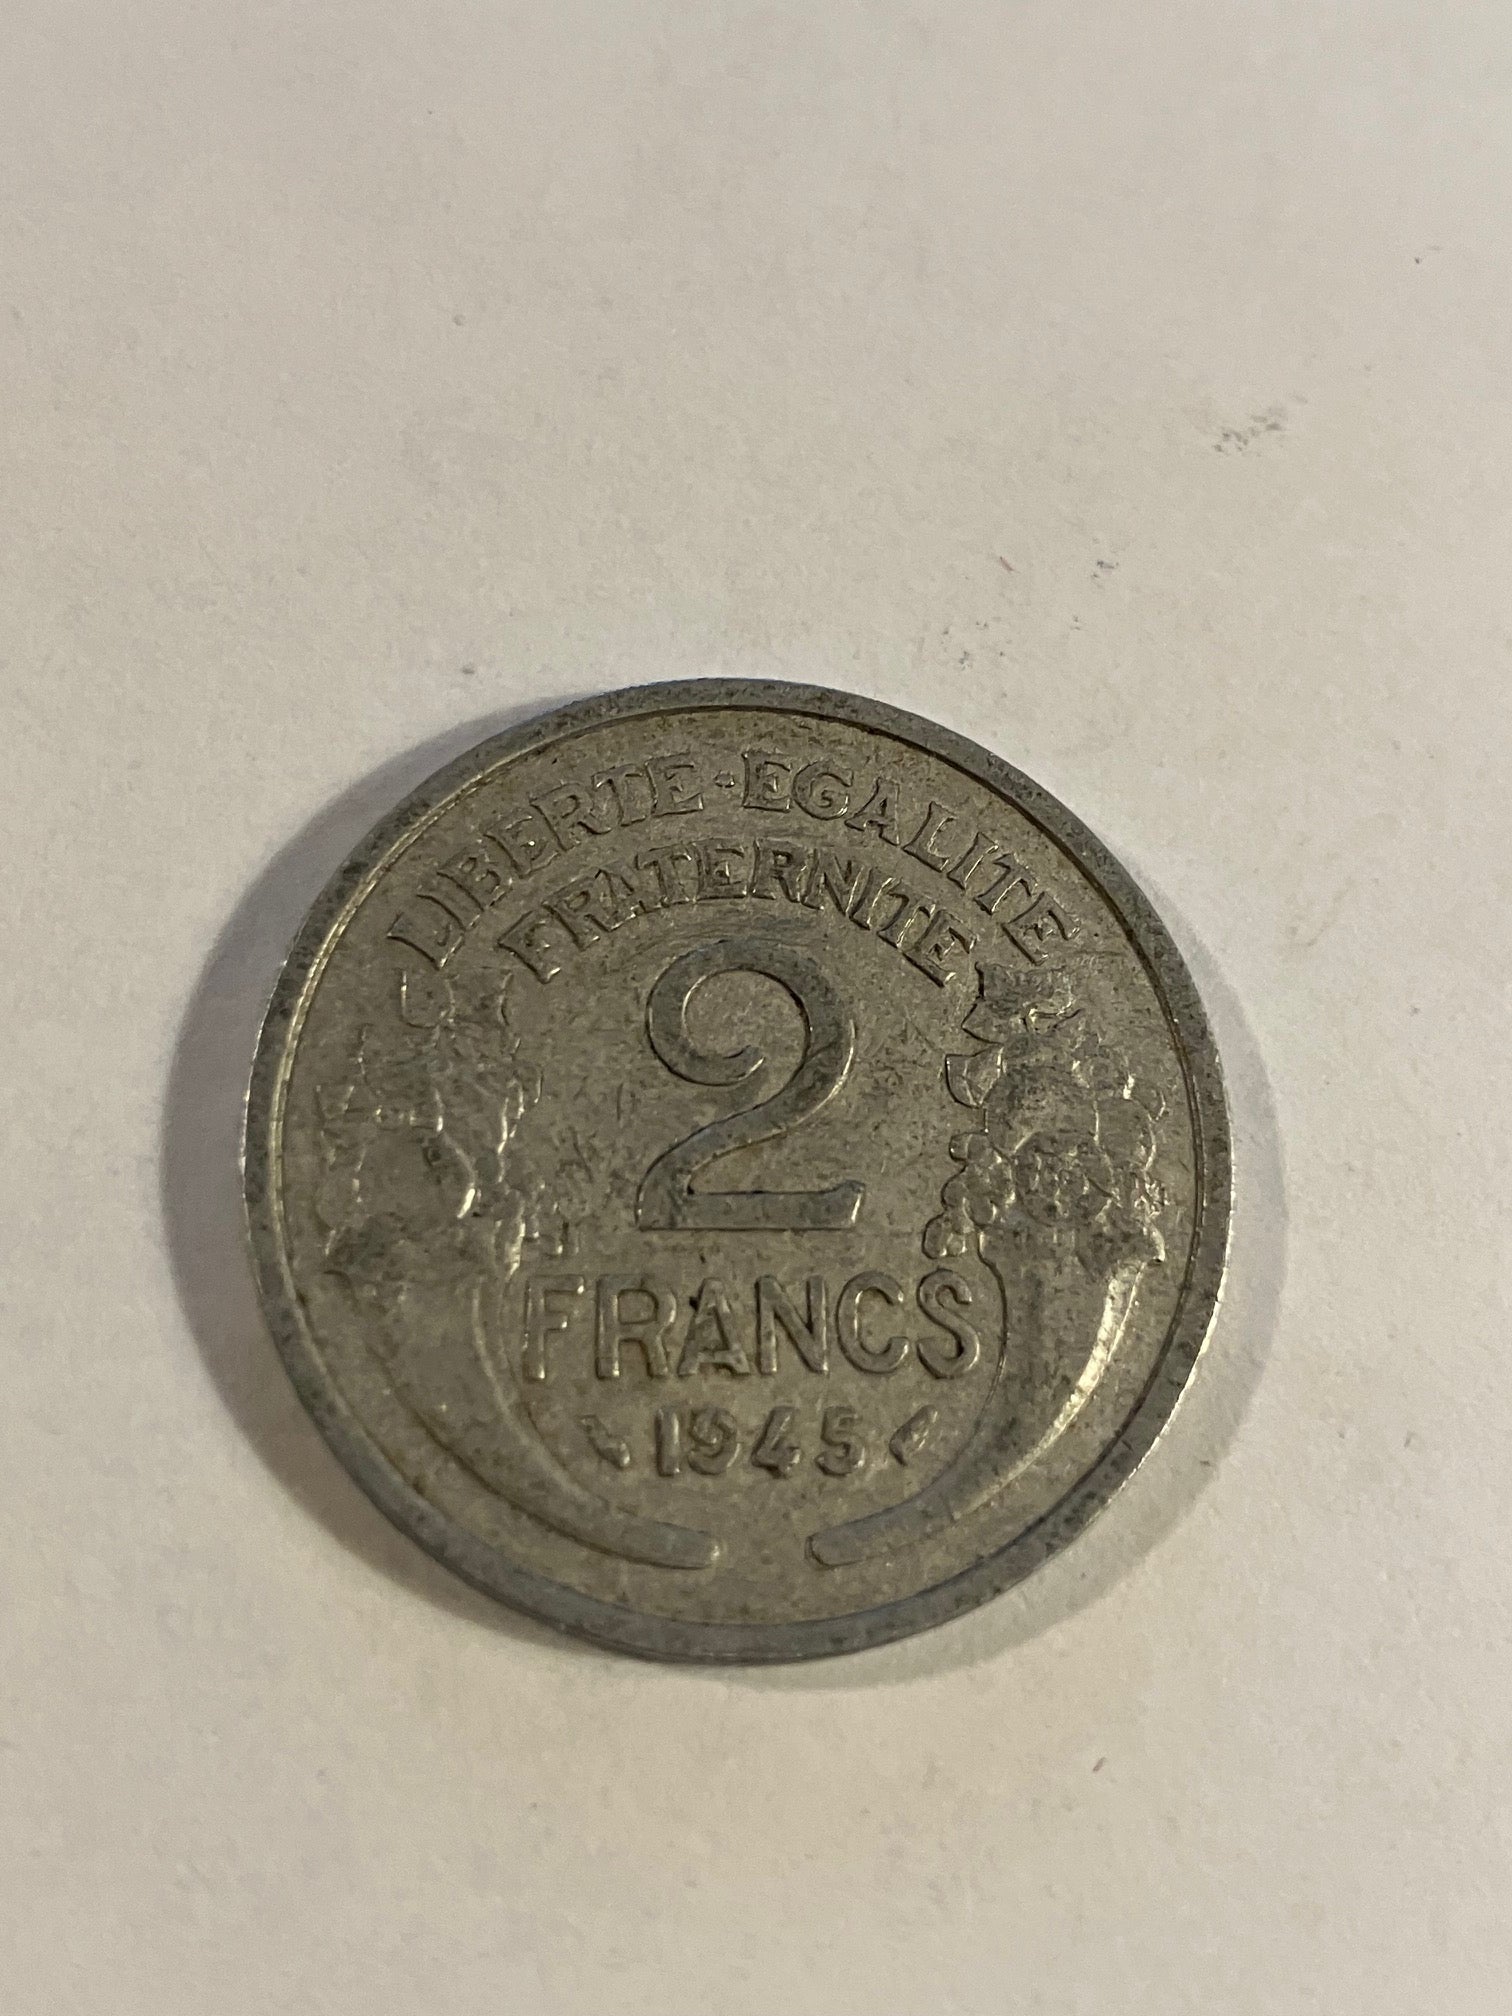 LIBERTE · EGALITE
FRATERNITE
2
FRANCS
1945